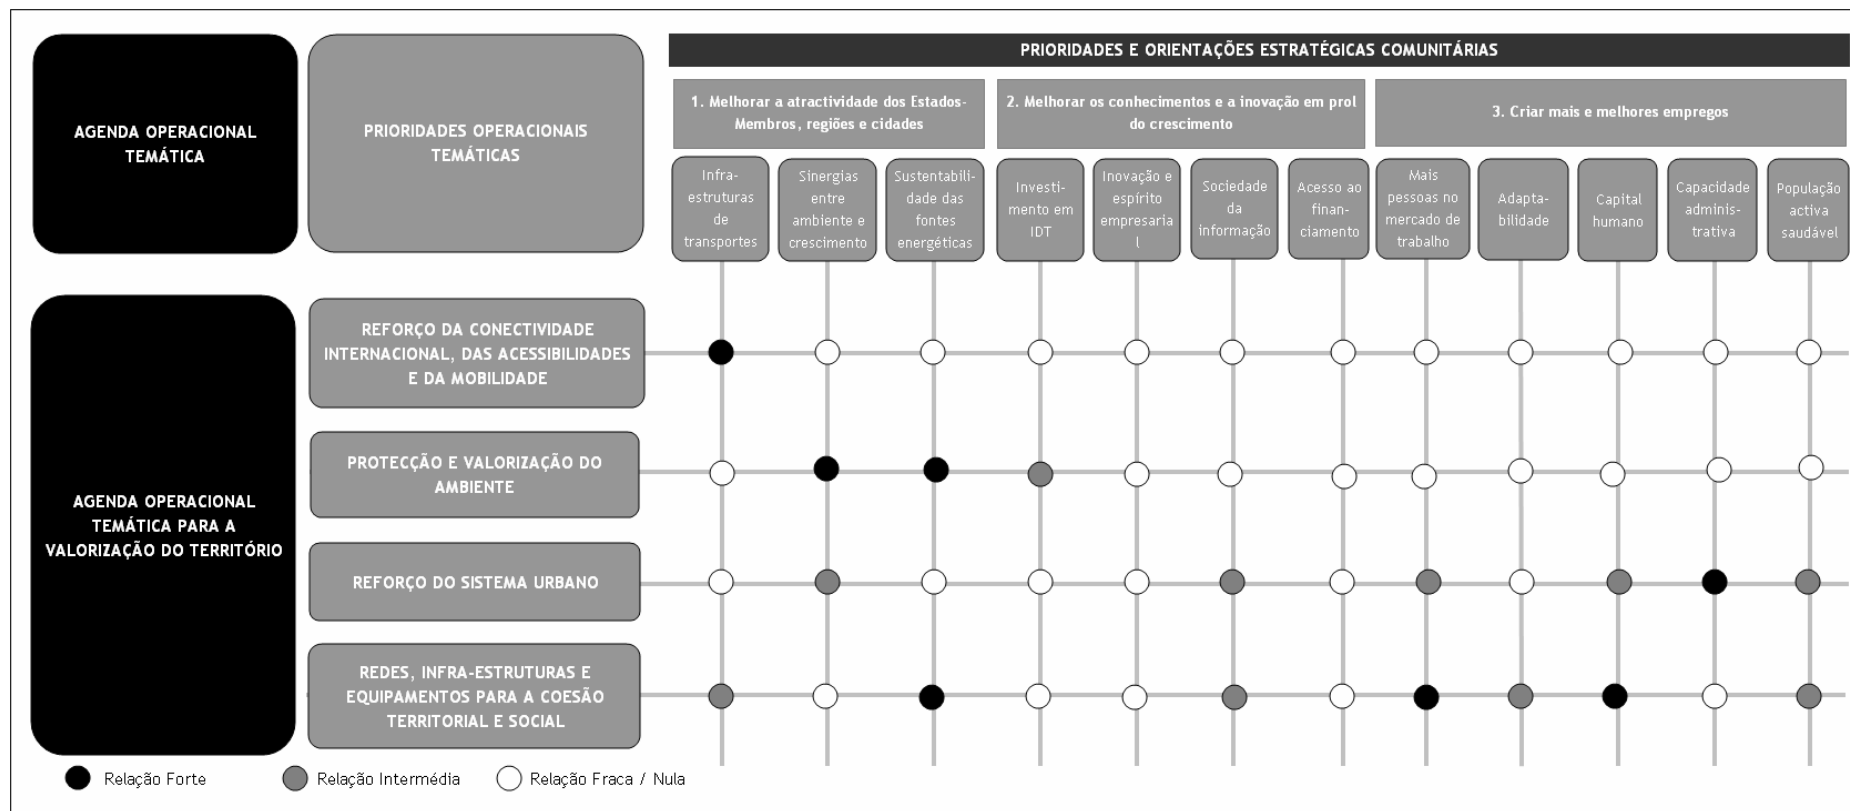 AGENDA OPERACIONAL
TEMÁTICA
PRIORIDADES OPERACIONAIS
TEMÁTICAS
PRIORIDADES E ORIENTAÇÕES ESTRATÉGICAS COMUNITÁRIAS
1. Melhorar a atractividade dos Estados-
Membros, regiões e cidades
2. Melhorar os conhecimentos e a inovação em prol
do crescimento
3. Criar mais e melhores empregos
Infra-
estruturas
de
transportes
Sinergias
entre
ambiente e
crescimento
Sustentabili-
dade das
fontes
energéticas
Investi-
mento em
IDT
Inovação e
espírito
empresaria
l
Sociedade
da
informação
Acesso ao
finan-
ciamento
Mais
pessoas no
mercado de
trabalho
Adapta-
bilidade
Capital
humano
Capacidade
adminis-
trativa
População
activa
saudável
AGENDA OPERACIONAL
TEMÁTICA PARA A
VALORIZAÇÃO DO TERRITÓRIO
REFORÇO DA CONECTIVIDADE
INTERNACIONAL, DAS ACESSIBILIDADES
E DA MOBILIDADE
PROTECÇÃO E VALORIZAÇÃO DO
AMBIENTE
REFORÇO DO SISTEMA URBANO
REDES, INFRA-ESTRUTURAS E
EQUIPAMENTOS PARA A COESÃO
TERRITORIAL E SOCIAL
Relação Forte
Relação Intermédia
Relação Fraca / Nula